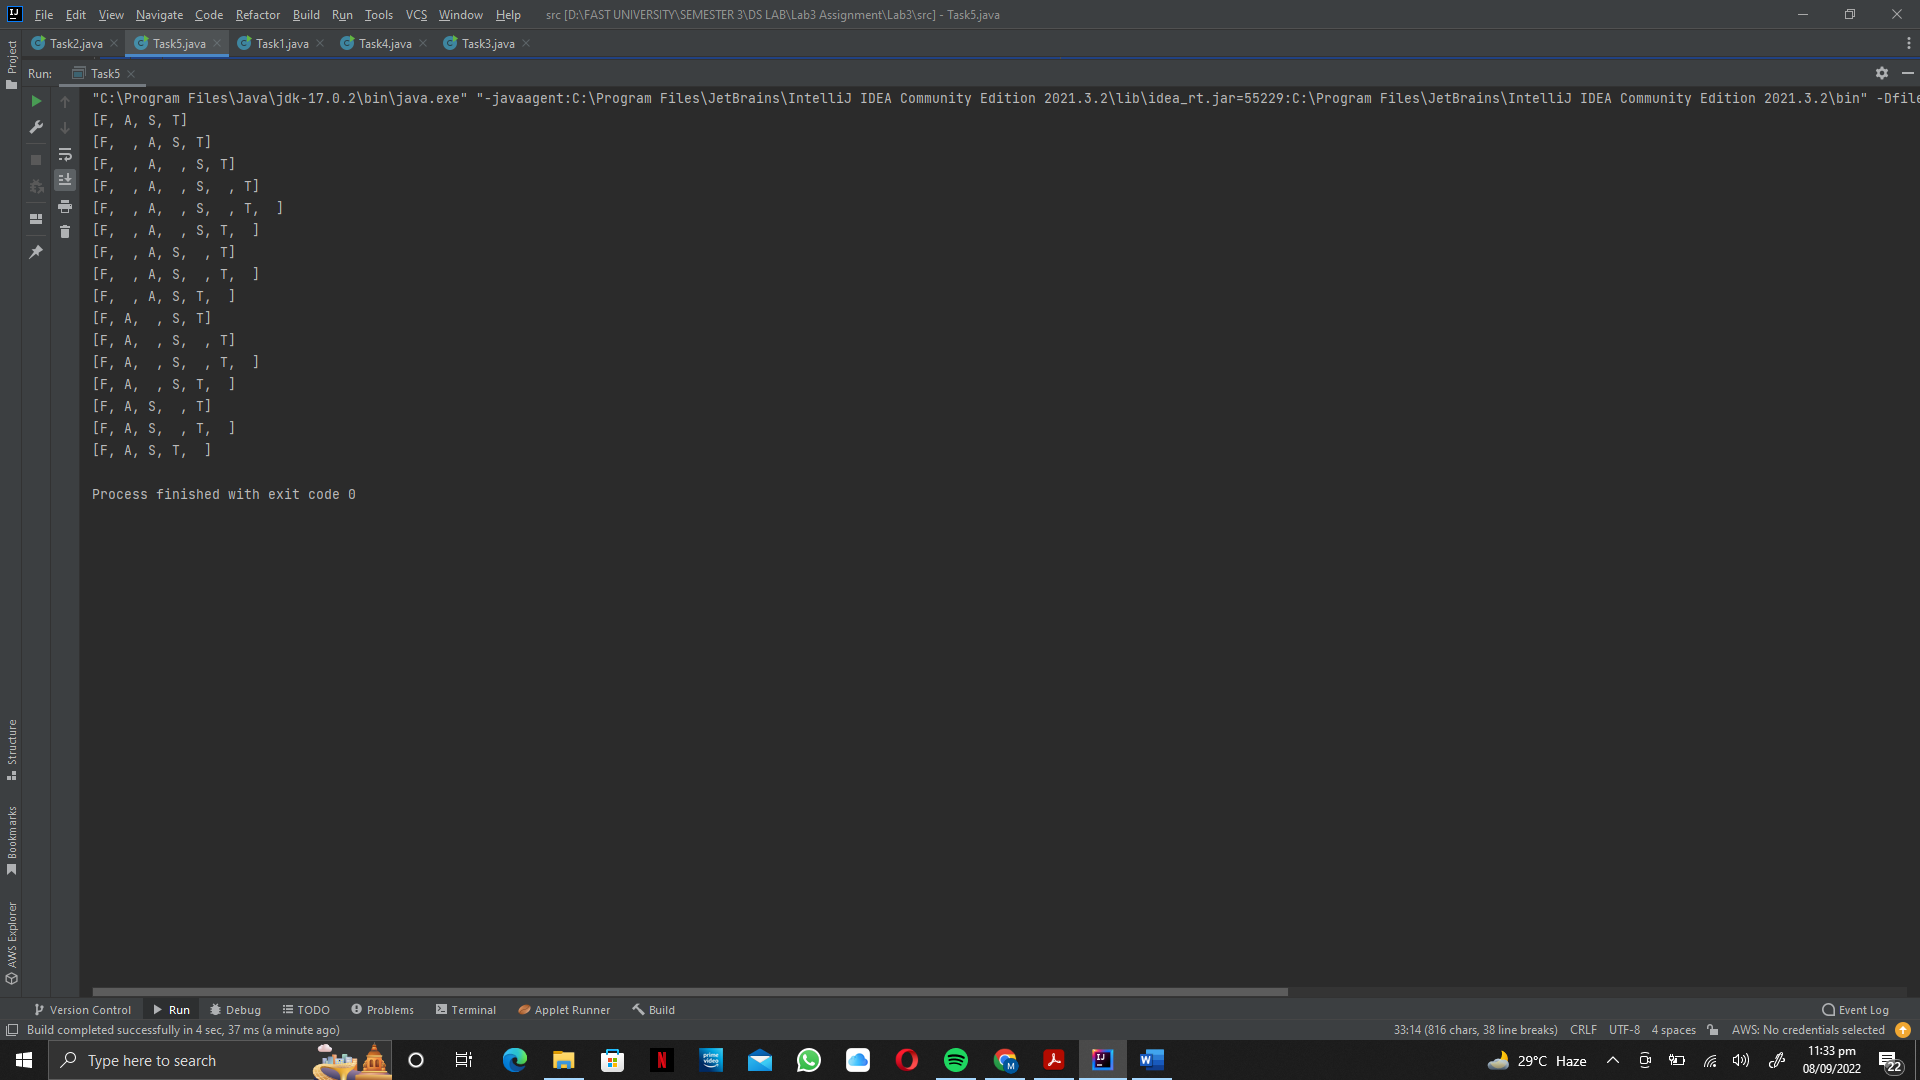 File Edit View Navigate Code Refactor Build Run Tools VCS Window Help src [D:\FAST UNIVERSITY\SEMESTER 3\DS LAB\Lab3 Assignment\Lab3\src] - Task5.java
Task2.java Task5.java Task1.java Task4.java Task3.java
Project
Run: Task5
"C:\Program Files\Java\jdk-17.0.2\bin\java.exe" "-javaagent:C:\Program Files\JetBrains\IntelliJ IDEA Community Edition 2021.3.2\lib\idea_rt.jar=55229:C:\Program Files\JetBrains\IntelliJ IDEA Community Edition 2021.3.2\bin" -Dfile
[F, A, S, T]
[F,  , A, S, T]
[F,  , A,  , S, T]
[F,  , A,  , S,  , T]
[F,  , A,  , S,  , T,  ]
[F,  , A,  , S, T,  ]
[F,  , A, S,  , T]
[F,  , A, S,  , T,  ]
[F,  , A, S, T,  ]
[F, A,  , S, T]
[F, A,  , S,  , T]
[F, A,  , S,  , T,  ]
[F, A,  , S, T,  ]
[F, A, S,  , T]
[F, A, S,  , T,  ]
[F, A, S, T,  ]
Process finished with exit code 0
Structure
Bookmarks
AWS Explorer
Version Control Run Debug TODO Problems Terminal Applet Runner Build Event Log
Build completed successfully in 4 sec, 37 ms (a minute ago) 33:14 (816 chars, 38 line breaks) CRLF UTF-8 4 spaces AWS: No credentials selected
Type here to search 29°C Haze 11:33 pm
08/09/2022 22